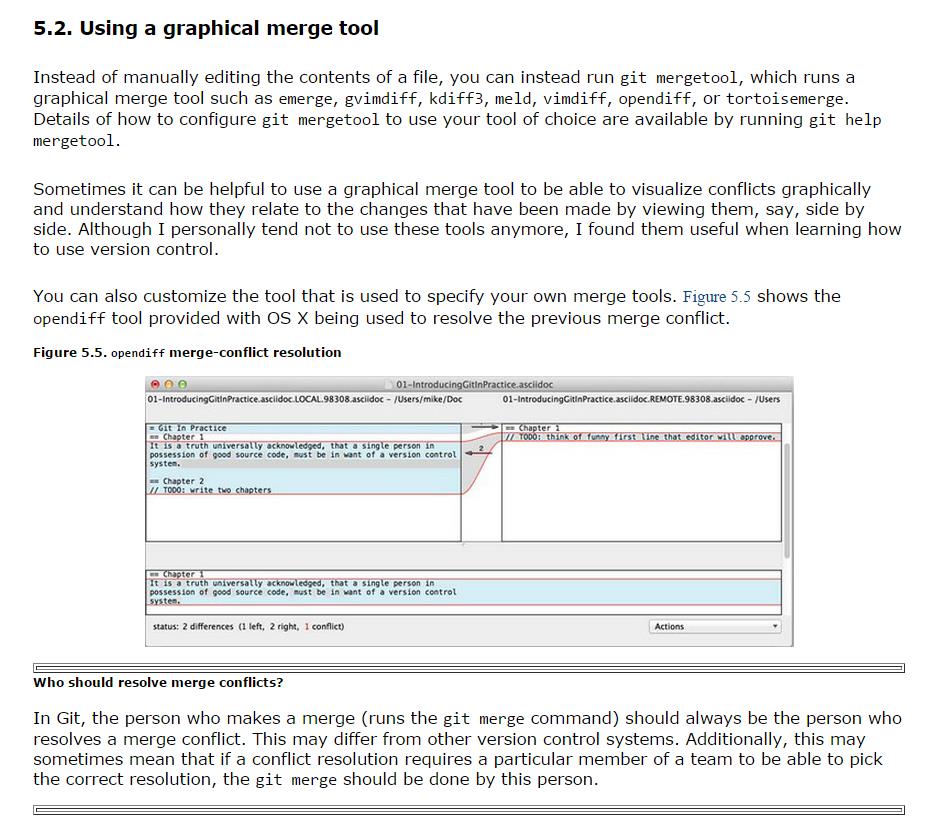 5.2. Using a graphical merge tool
Instead of manually editing the contents of a file, you can instead run git mergetool, which runs a
graphical merge tool such as emerge, gvimdiff, kdiff3, meld, vimdiff, opendiff, or tortoisemerge.
Details of how to configure git mergetool to use your tool of choice are available by running git help
mergetool.
Sometimes it can be helpful to use a graphical merge tool to be able to visualize conflicts graphically
and understand how they relate to the changes that have been made by viewing them, say, side by
side. Although I personally tend not to use these tools anymore, I found them useful when learning how
to use version control.
You can also customize the tool that is used to specify your own merge tools. Figure 5.5 shows the
opendiff tool provided with OS X being used to resolve the previous merge conflict.
Figure 5.5. opendiff merge-conflict resolution
01-IntroducingGitInPractice.asciidoc
01-IntroducingGitInPractice.asciidoc.LOCAL.98308.asciidoc - /Users/mike/Doc
01-IntroducingGitInPractice.asciidoc.REMOTE.98308.asciidoc - /Users
= Git In Practice
== Chapter 1
It is a truth universally acknowledged, that a single person in
possession of good source code, must be in want of a version control
system.
== Chapter 2
// TODO: write two chapters
2
== Chapter 1
// TODO: think of funny first line that editor will approve.
== Chapter 1
It is a truth universally acknowledged, that a single person in
possession of good source code, must be in want of a version control
system.
status: 2 differences (1 left, 2 right, 1 conflict)
Actions
Who should resolve merge conflicts?
In Git, the person who makes a merge (runs the git merge command) should always be the person who
resolves a merge conflict. This may differ from other version control systems. Additionally, this may
sometimes mean that if a conflict resolution requires a particular member of a team to be able to pick
the correct resolution, the git merge should be done by this person.